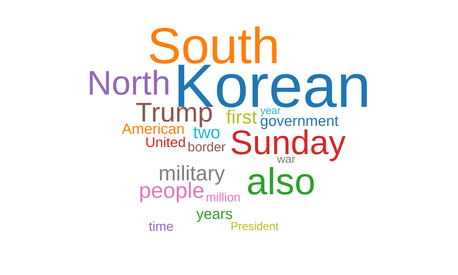 South
North Korean
Trump first year
government
American two
Sunday
United border
war
military also
people million
years
time President